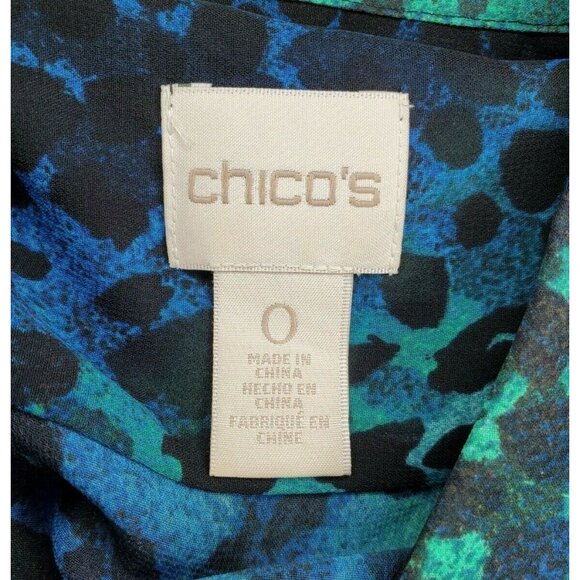 chico's
0
MADE IN
CHINA
HECHO EN
CHINA
FABRIQUÉ EN
CHINE